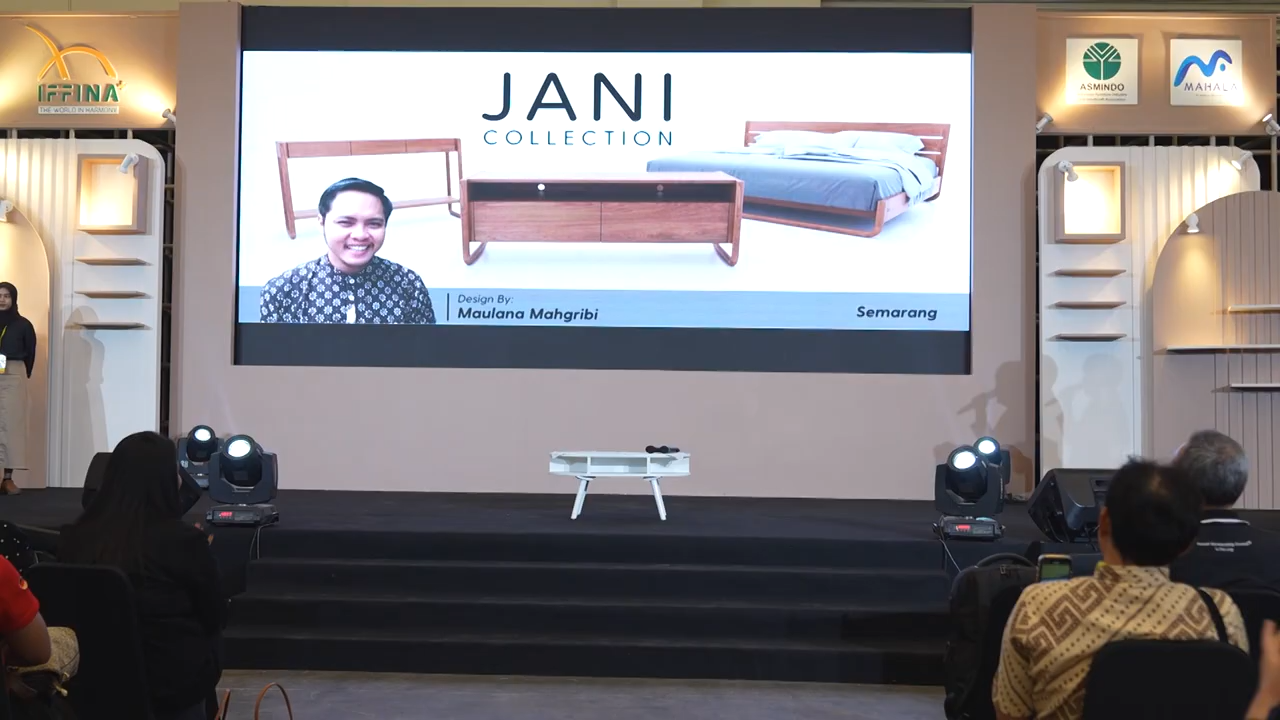 IFFINA
THE WORLD IN HARMONY
JANI
COLLECTION
Design By:
Maulana Mahgribi
Semarang
ASMINDO
MAHALA